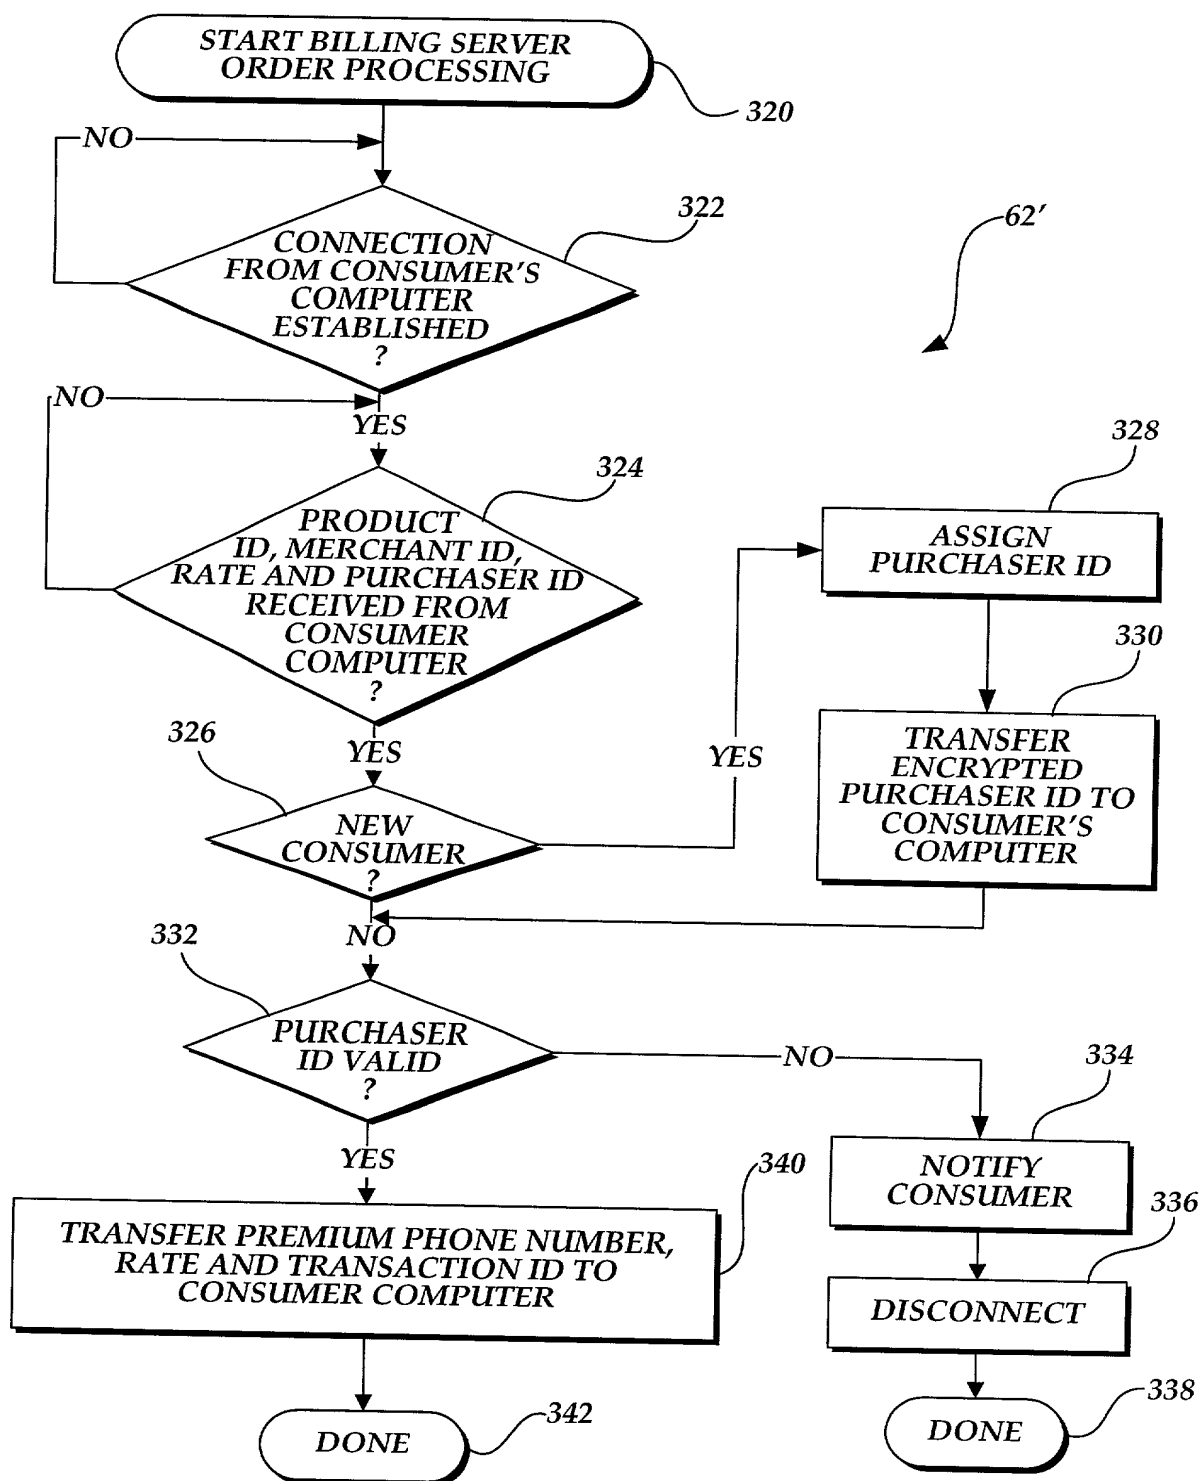 START BILLING SERVER
ORDER PROCESSING
320
NO
322
CONNECTION
FROM CONSUMER'S
COMPUTER
ESTABLISHED
?
62'
NO
YES
324
PRODUCT
ID, MERCHANT ID,
RATE AND PURCHASER ID
RECEIVED FROM
CONSUMER
COMPUTER
?
328
ASSIGN
PURCHASER ID
330
TRANSFER
ENCRYPTED
PURCHASER ID TO
CONSUMER'S
COMPUTER
326
YES
YES
NEW
CONSUMER
?
332
NO
PURCHASER
ID VALID
?
NO
334
NOTIFY
CONSUMER
336
DISCONNECT
338
DONE
YES
340
TRANSFER PREMIUM PHONE NUMBER,
RATE AND TRANSACTION ID TO
CONSUMER COMPUTER
342
DONE